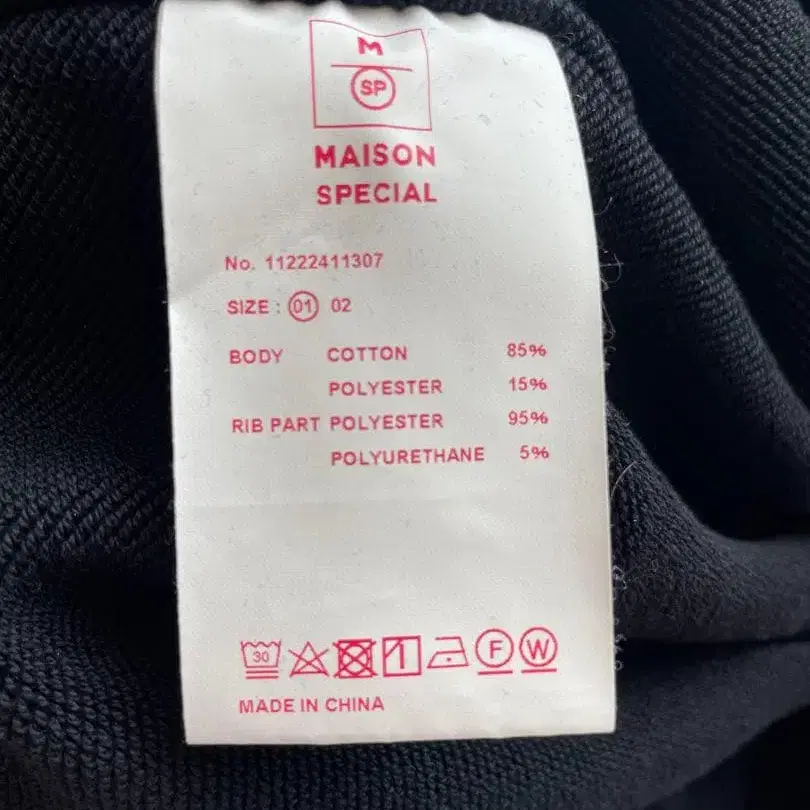 M
SP
MAISON
SPECIAL
No. 11222411307
SIZE : 01 02
BODY COTTON 85%
POLYESTER 15%
RIB PART POLYESTER 95%
POLYURETHANE 5%
30 F W
MADE IN CHINA